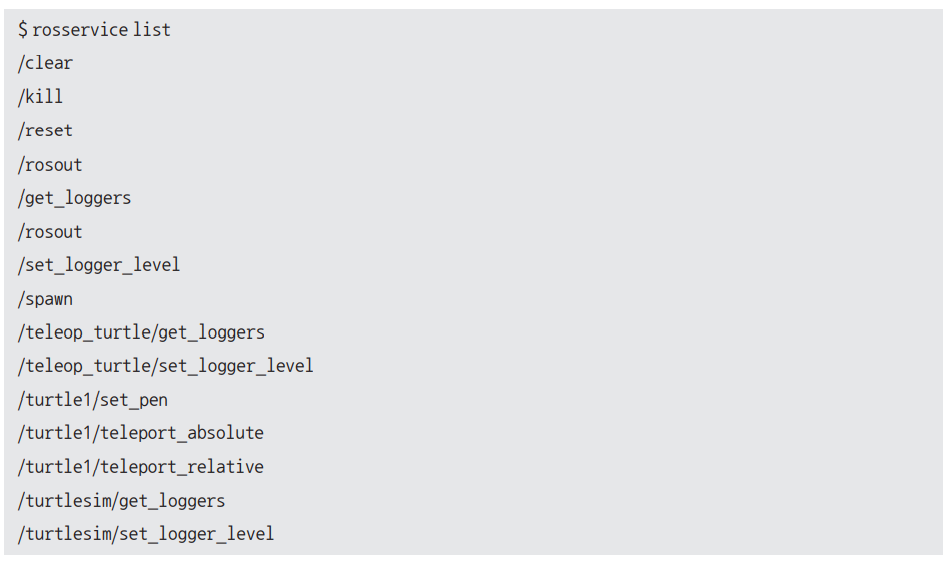 $ rosservice list
/clear
/kill
/reset
/rosout
/get_loggers
/rosout
/set_logger_level
/spawn
/teleop_turtle/get_loggers
/teleop_turtle/set_logger_level
/turtle1/set_pen
/turtle1/teleport_absolute
/turtle1/teleport_relative
/turtlesim/get_loggers
/turtlesim/set_logger_level